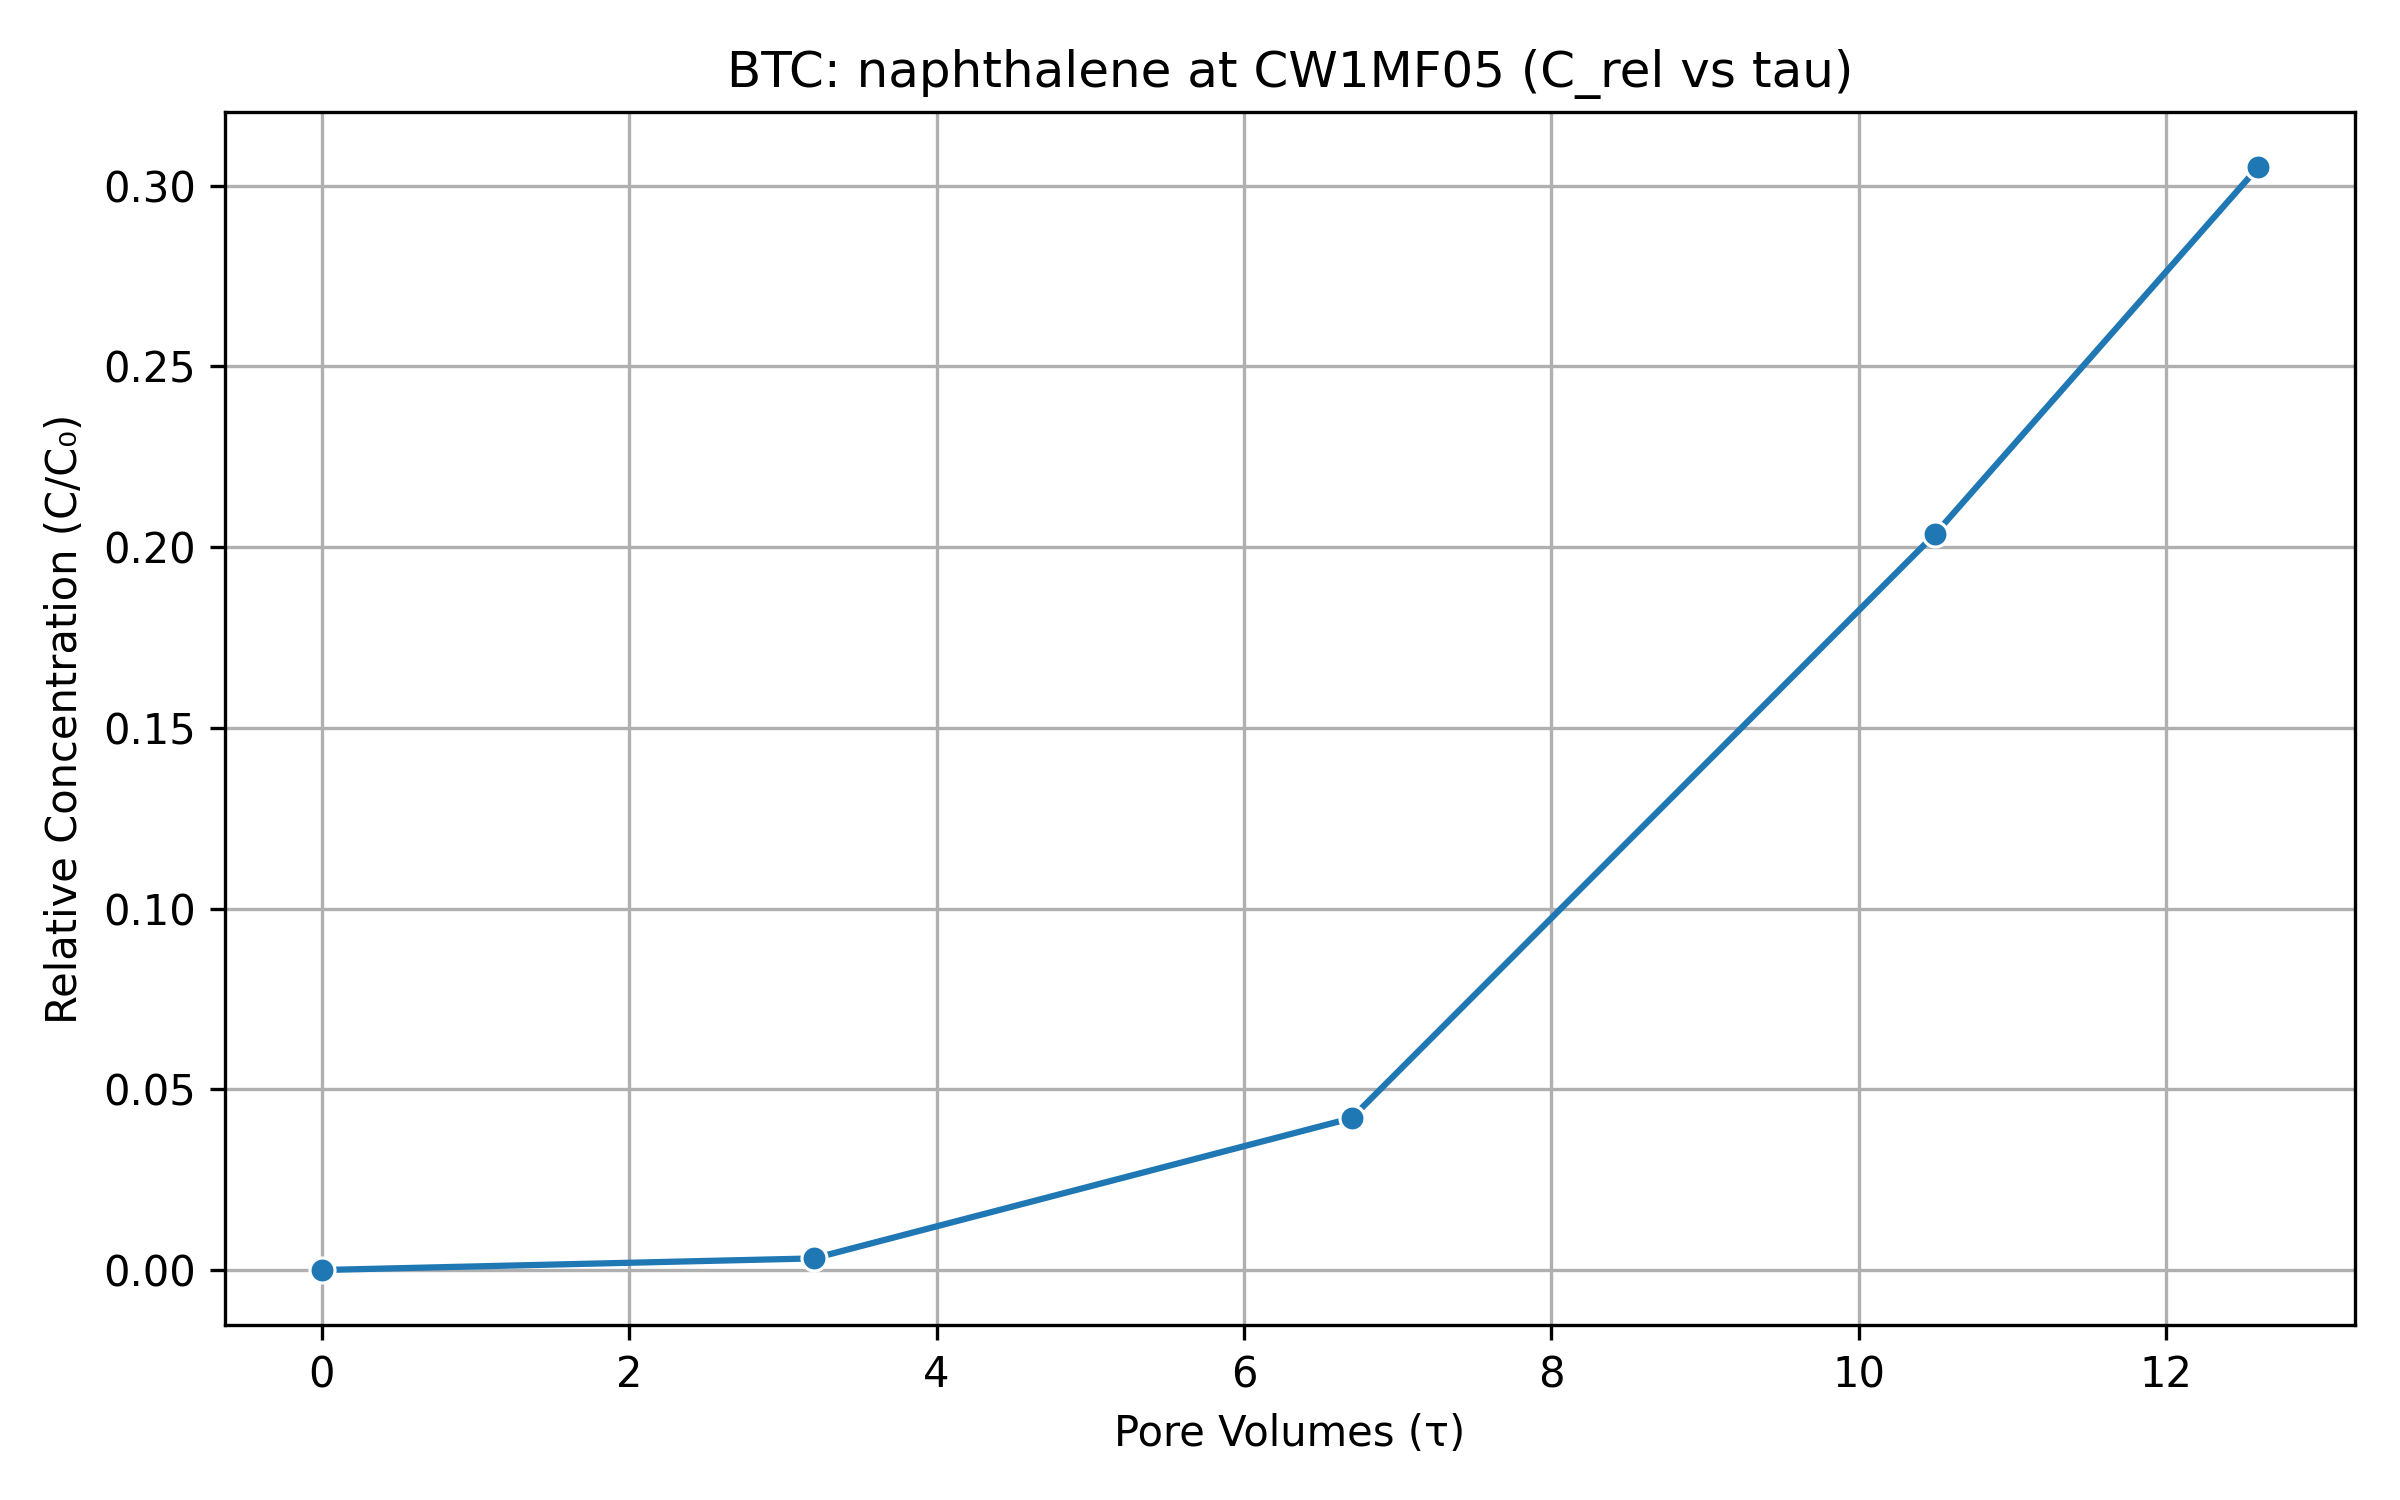 BTC: naphthalene at CW1MF05 (C_rel vs tau)
Relative Concentration (C/C₀)
0.30
0.25
0.20
0.15
0.10
0.05
0.00
0 2 4 6 8 10 12
Pore Volumes (τ)